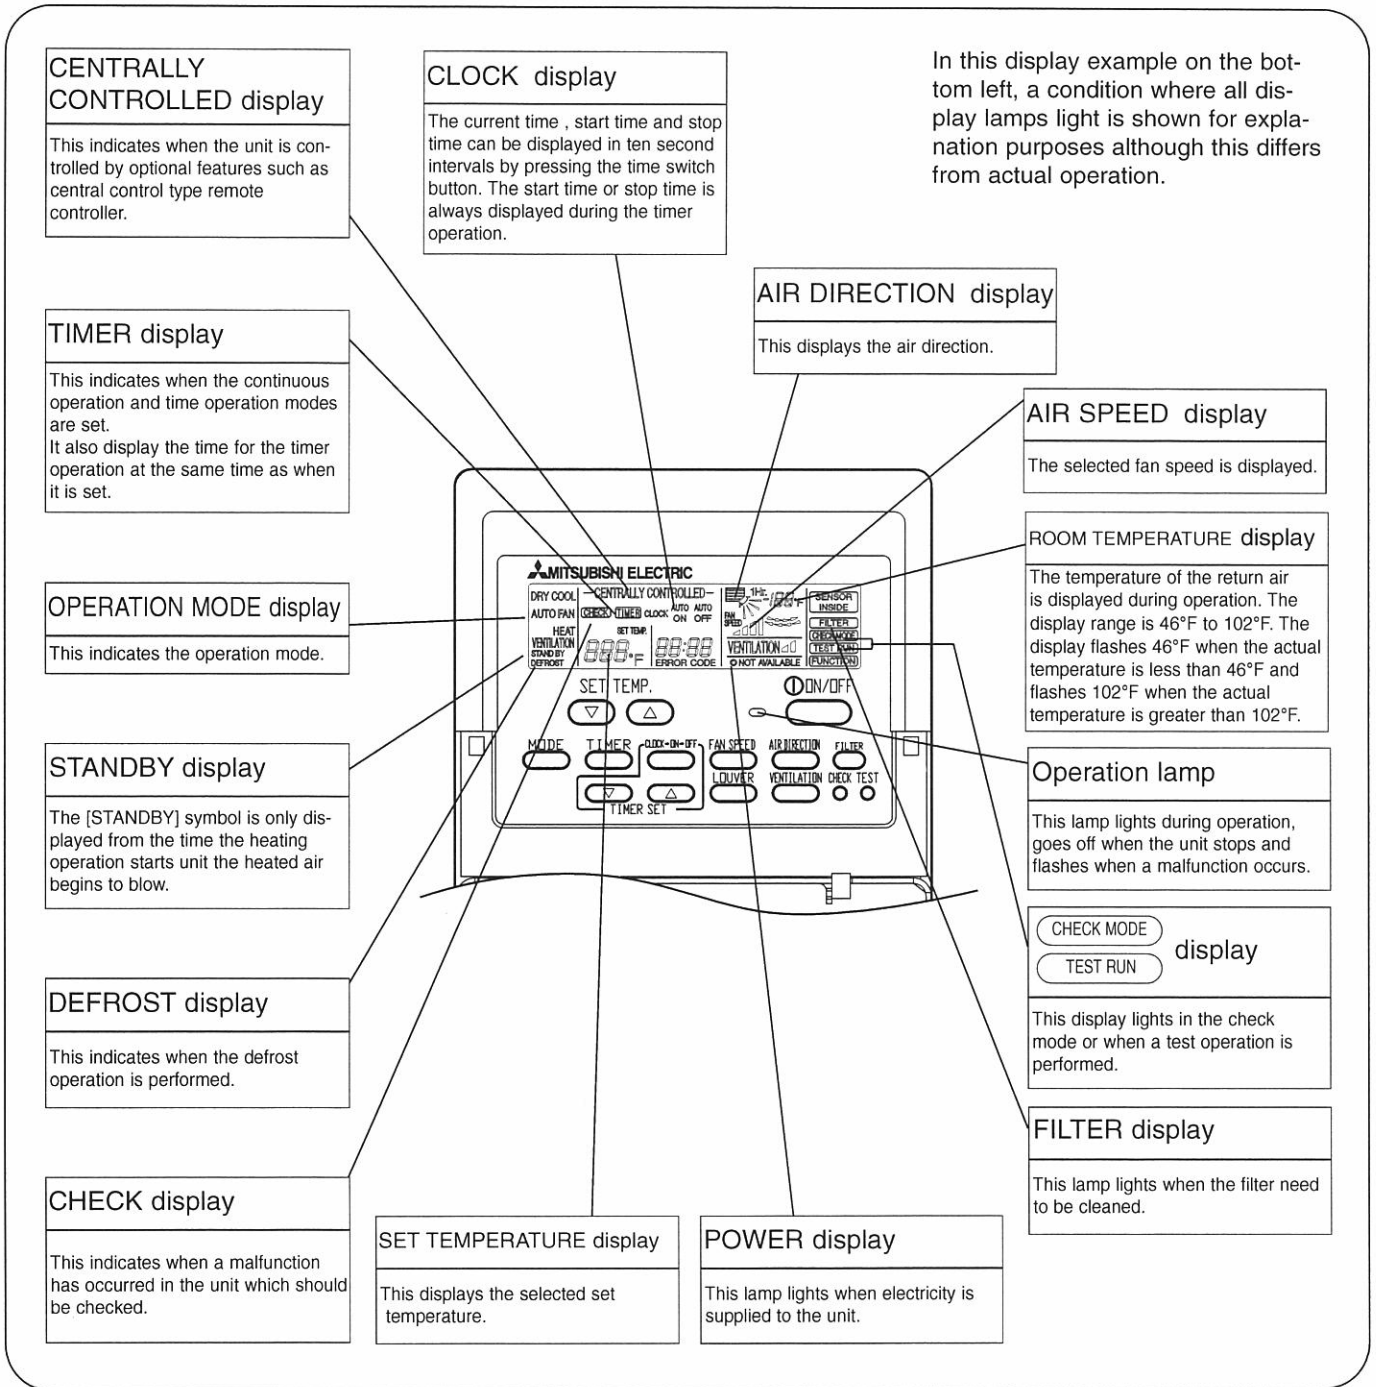 CENTRALLY
CONTROLLED display
This indicates when the unit is con-
trolled by optional features such as
central control type remote
controller.
CLOCK display
The current time , start time and stop
time can be displayed in ten second
intervals by pressing the time switch
button. The start time or stop time is
always displayed during the timer
operation.
In this display example on the bot-
tom left, a condition where all dis-
play lamps light is shown for expla-
nation purposes although this differs
from actual operation.
AIR DIRECTION display
This displays the air direction.
TIMER display
This indicates when the continuous
operation and time operation modes
are set.
It also display the time for the timer
operation at the same time as when
it is set.
AIR SPEED display
The selected fan speed is displayed.
ROOM TEMPERATURE display
The temperature of the return air
is displayed during operation. The
display range is 46°F to 102°F. The
display flashes 46°F when the actual
temperature is less than 46°F and
flashes 102°F when the actual
temperature is greater than 102°F.
OPERATION MODE display
This indicates the operation mode.
STANDBY display
The [STANDBY] symbol is only dis-
played from the time the heating
operation starts unit the heated air
begins to blow.
MITSUBISHI ELECTRIC
DRY COOL
CENTRALLY CONTROLLED
1Hr.
°F
SENSOR
INSIDE
AUTO FAN
CHECK
TIMER
CLOCK
AUTO AUTO
ON OFF
FAN
SPEED
FILTER
HEAT
SET TEMP.
CHECK MODE
VENTILATION
88:88
VENTILATION
TEST RUN
STAND BY
DEFROST
888°F
ERROR CODE
NOT AVAILABLE
FUNCTION
SET TEMP.
ON/OFF
MODE
TIMER
CLOCK-ON-OFF
FAN SPEED
AIR DIRECTION
FILTER
LOUVER
VENTILATION
CHECK TEST
TIMER SET
Operation lamp
This lamp lights during operation,
goes off when the unit stops and
flashes when a malfunction occurs.
CHECK MODE
TEST RUN
display
This display lights in the check
mode or when a test operation is
performed.
DEFROST display
This indicates when the defrost
operation is performed.
FILTER display
This lamp lights when the filter need
to be cleaned.
CHECK display
This indicates when a malfunction
has occurred in the unit which should
be checked.
SET TEMPERATURE display
This displays the selected set
temperature.
POWER display
This lamp lights when electricity is
supplied to the unit.